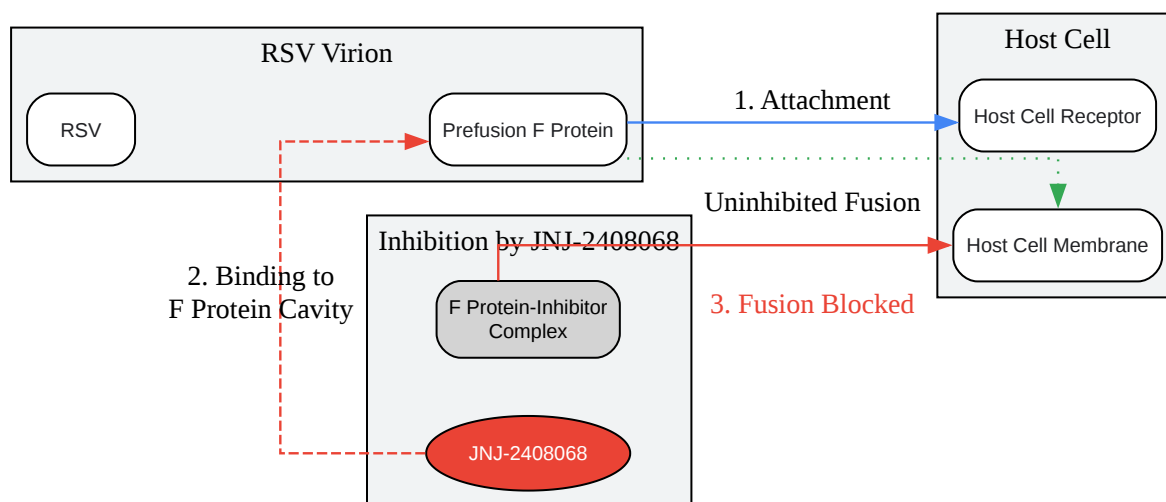 RSV Virion
Host Cell
RSV
Prefusion F Protein
1. Attachment
Host Cell Receptor
Uninhibited Fusion
Inhibition by JNJ-2408068
Host Cell Membrane
2. Binding to
F Protein Cavity
F Protein-Inhibitor
Complex
3. Fusion Blocked
JNJ-2408068